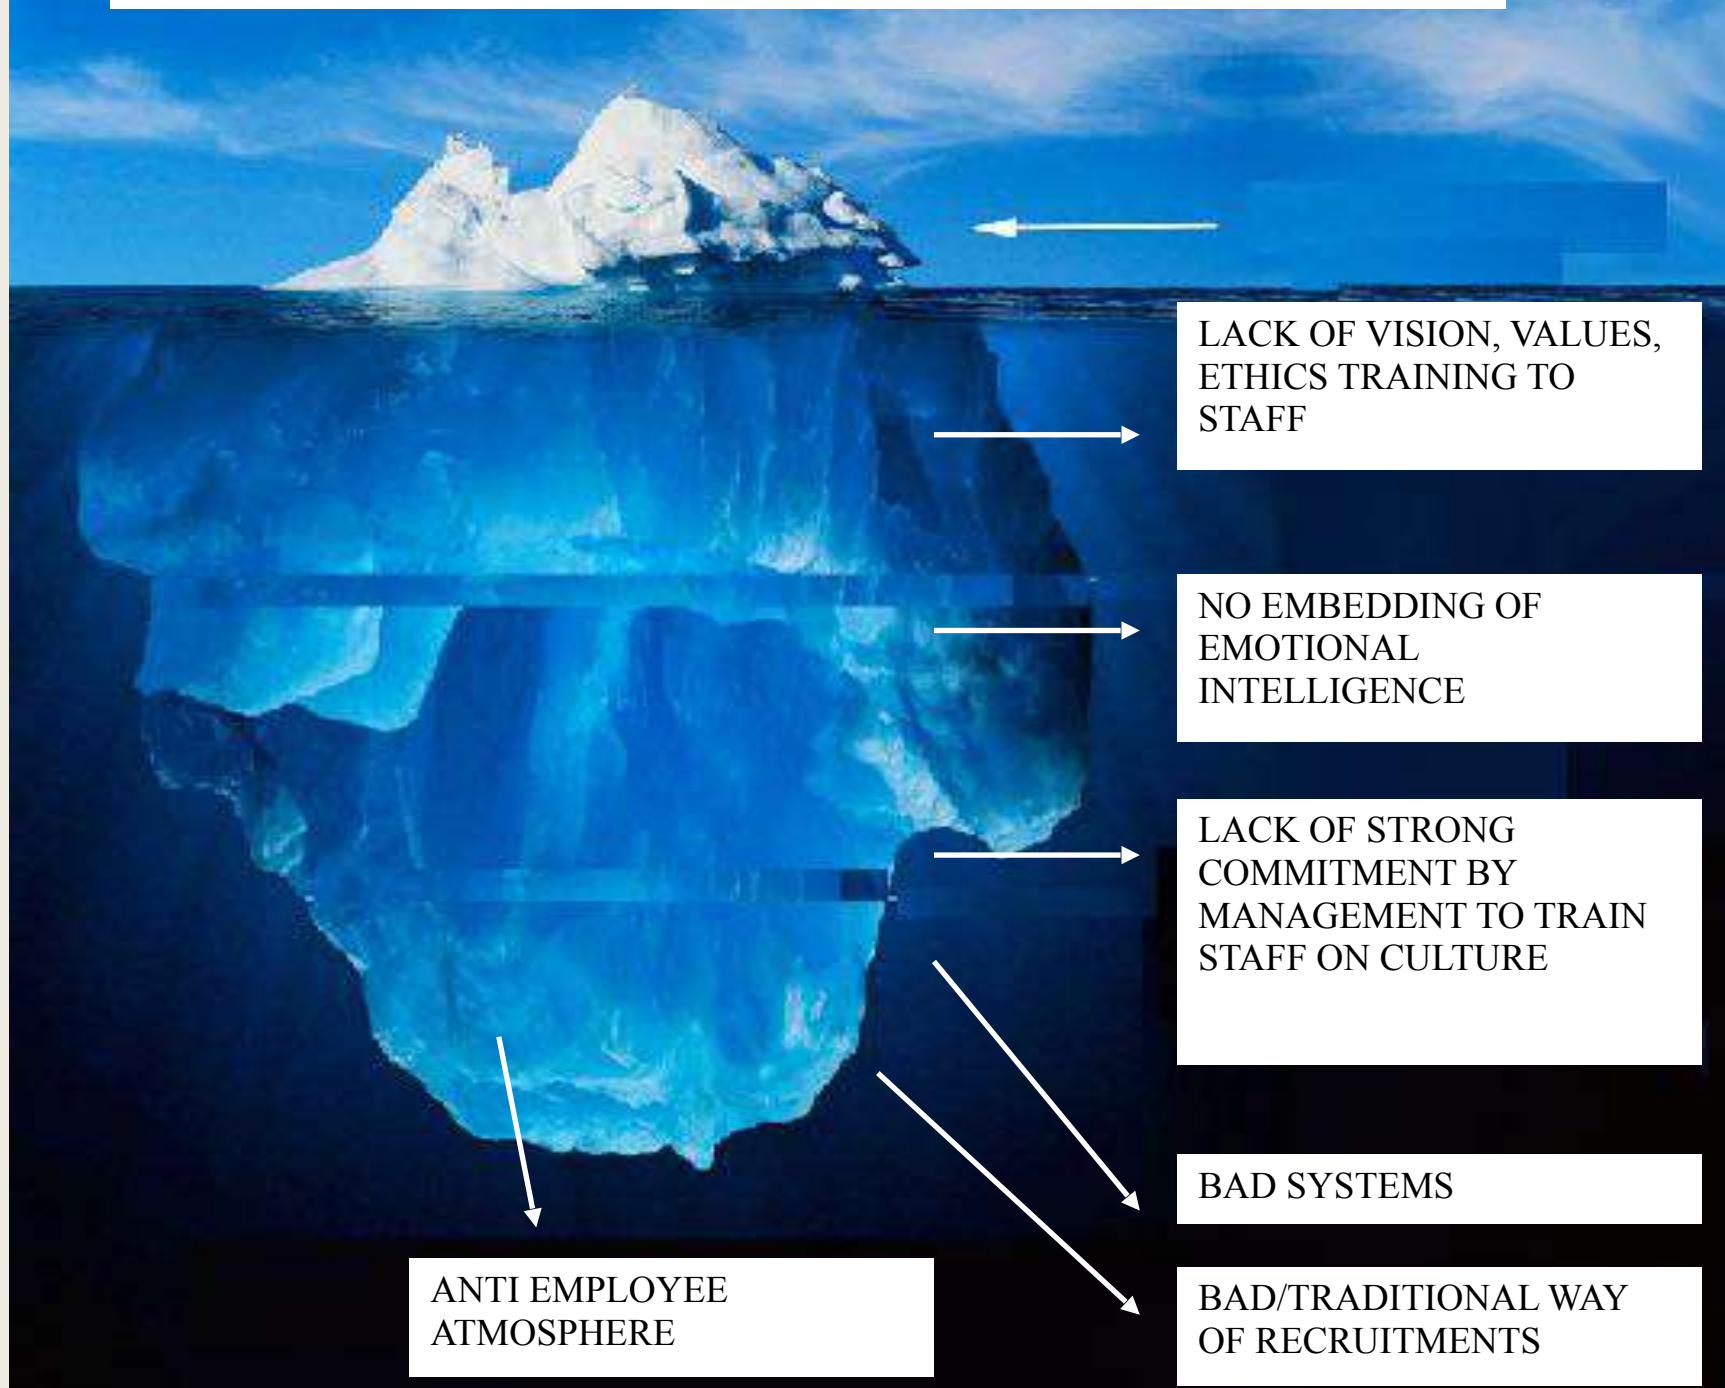 LACK OF VISION, VALUES,
ETHICS TRAINING TO
STAFF
NO EMBEDDING OF
EMOTIONAL
INTELLIGENCE
LACK OF STRONG
COMMITMENT BY
MANAGEMENT TO TRAIN
STAFF ON CULTURE
BAD SYSTEMS
BAD/TRADITIONAL WAY
OF RECRUITMENTS
ANTI EMPLOYEE
ATMOSPHERE